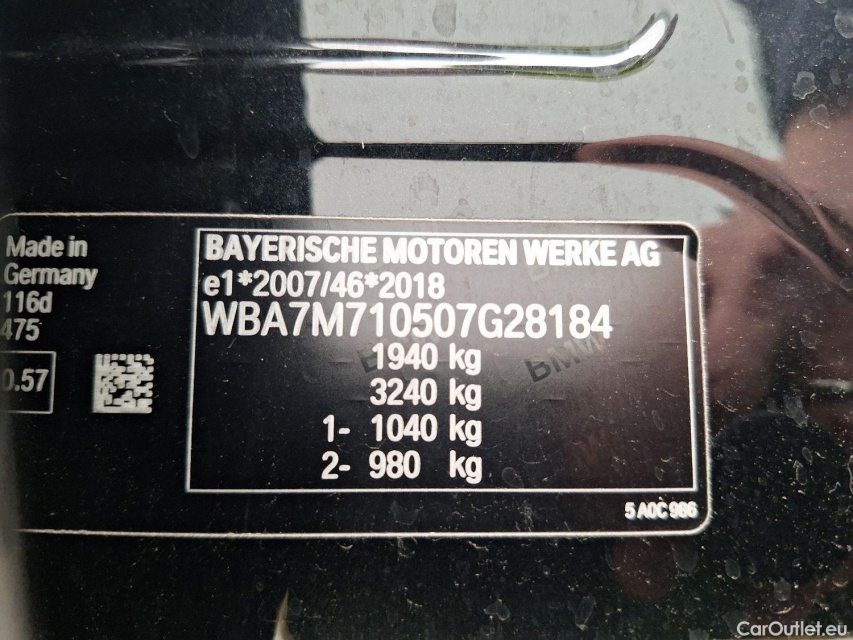 Made in
Germany
116d
475
0.57
BAYERISCHE MOTOREN WERKE AG
e1*2007/46*2018
WBA7M710507G28184
1940 kg
3240 kg
1- 1040 kg
2- 980 kg
BMW
5 A0C 986
CarOutlet.eu